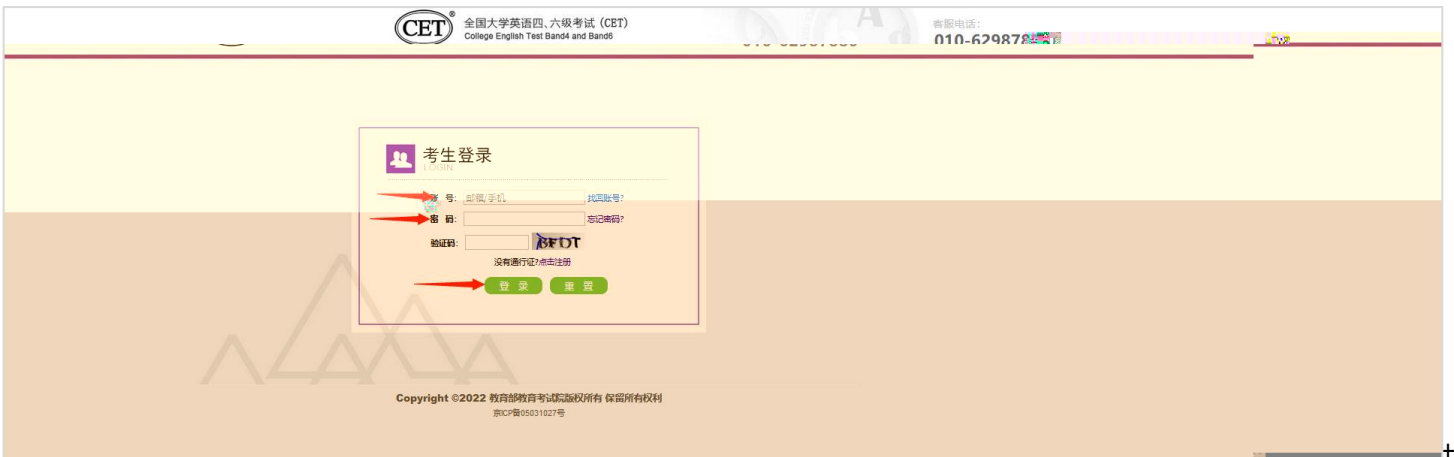 CET®
全国大学英语四、六级考试 (CET)
College English Test Band4 and Band6
客服电话：
考生登录
LOGIN
账 号: 邮箱/手机 找回账号?
密 码: 忘记密码?
验证码: BFDT
没有通行证?点击注册
登 录 重 置
Copyright ©2022 教育部教育考试院版权所有 保留所有权利
京ICP备05031027号